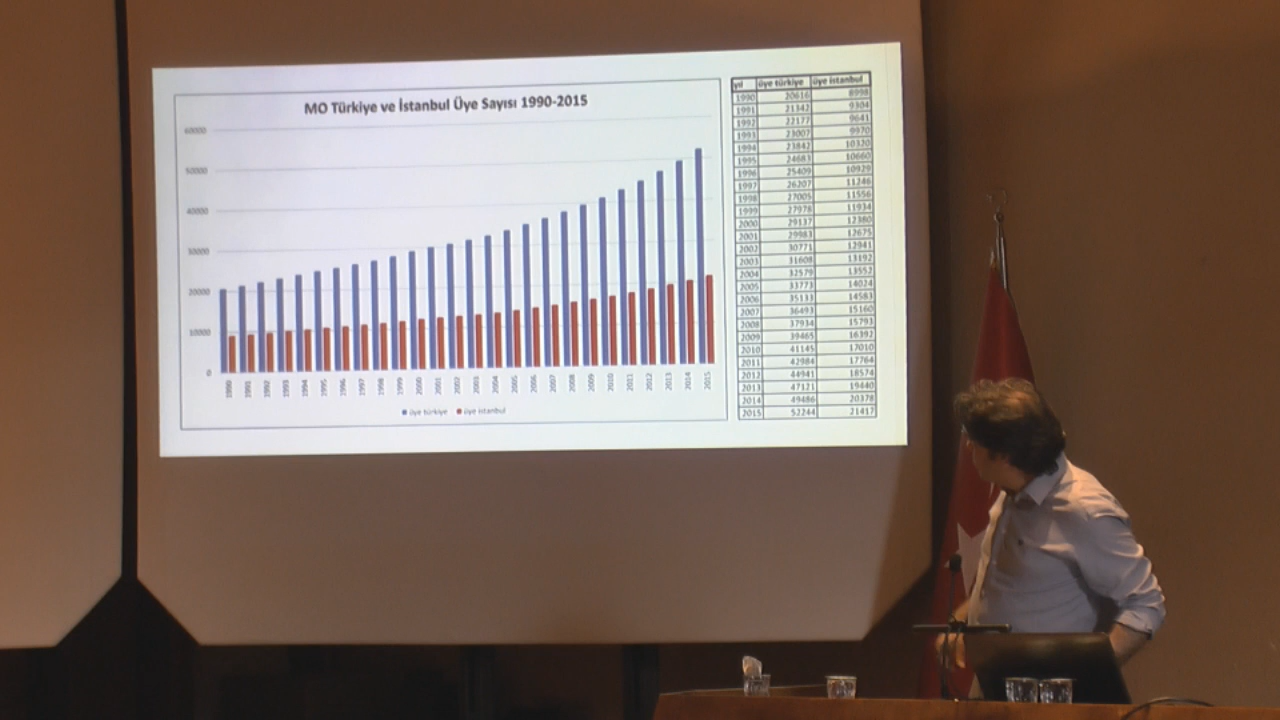 MO Türkiye ve İstanbul Üye Sayısı 1990-2015
60000
50000
40000
30000
20000
10000
0
1990 1991 1992 1993 1994 1995 1996 1997 1998 1999 2000 2001 2002 2003 2004 2005 2006 2007 2008 2009 2010 2011 2012 2013 2014 2015
üye türkiye üye istanbul
yıl üye türkiye üye istanbul
1990 20616 8998
1991 21342 9304
1992 22177 9641
1993 23007 9970
1994 23842 10320
1995 24683 10660
1996 25409 10929
1997 26207 11246
1998 27005 11556
1999 27978 11934
2000 29137 12380
2001 29983 12675
2002 30771 12941
2003 31608 13192
2004 32579 13552
2005 33773 14024
2006 35133 14583
2007 36493 15160
2008 37934 15793
2009 39465 16392
2010 41145 17010
2011 42984 17764
2012 44941 18574
2013 47121 19440
2014 49486 20378
2015 52244 21417